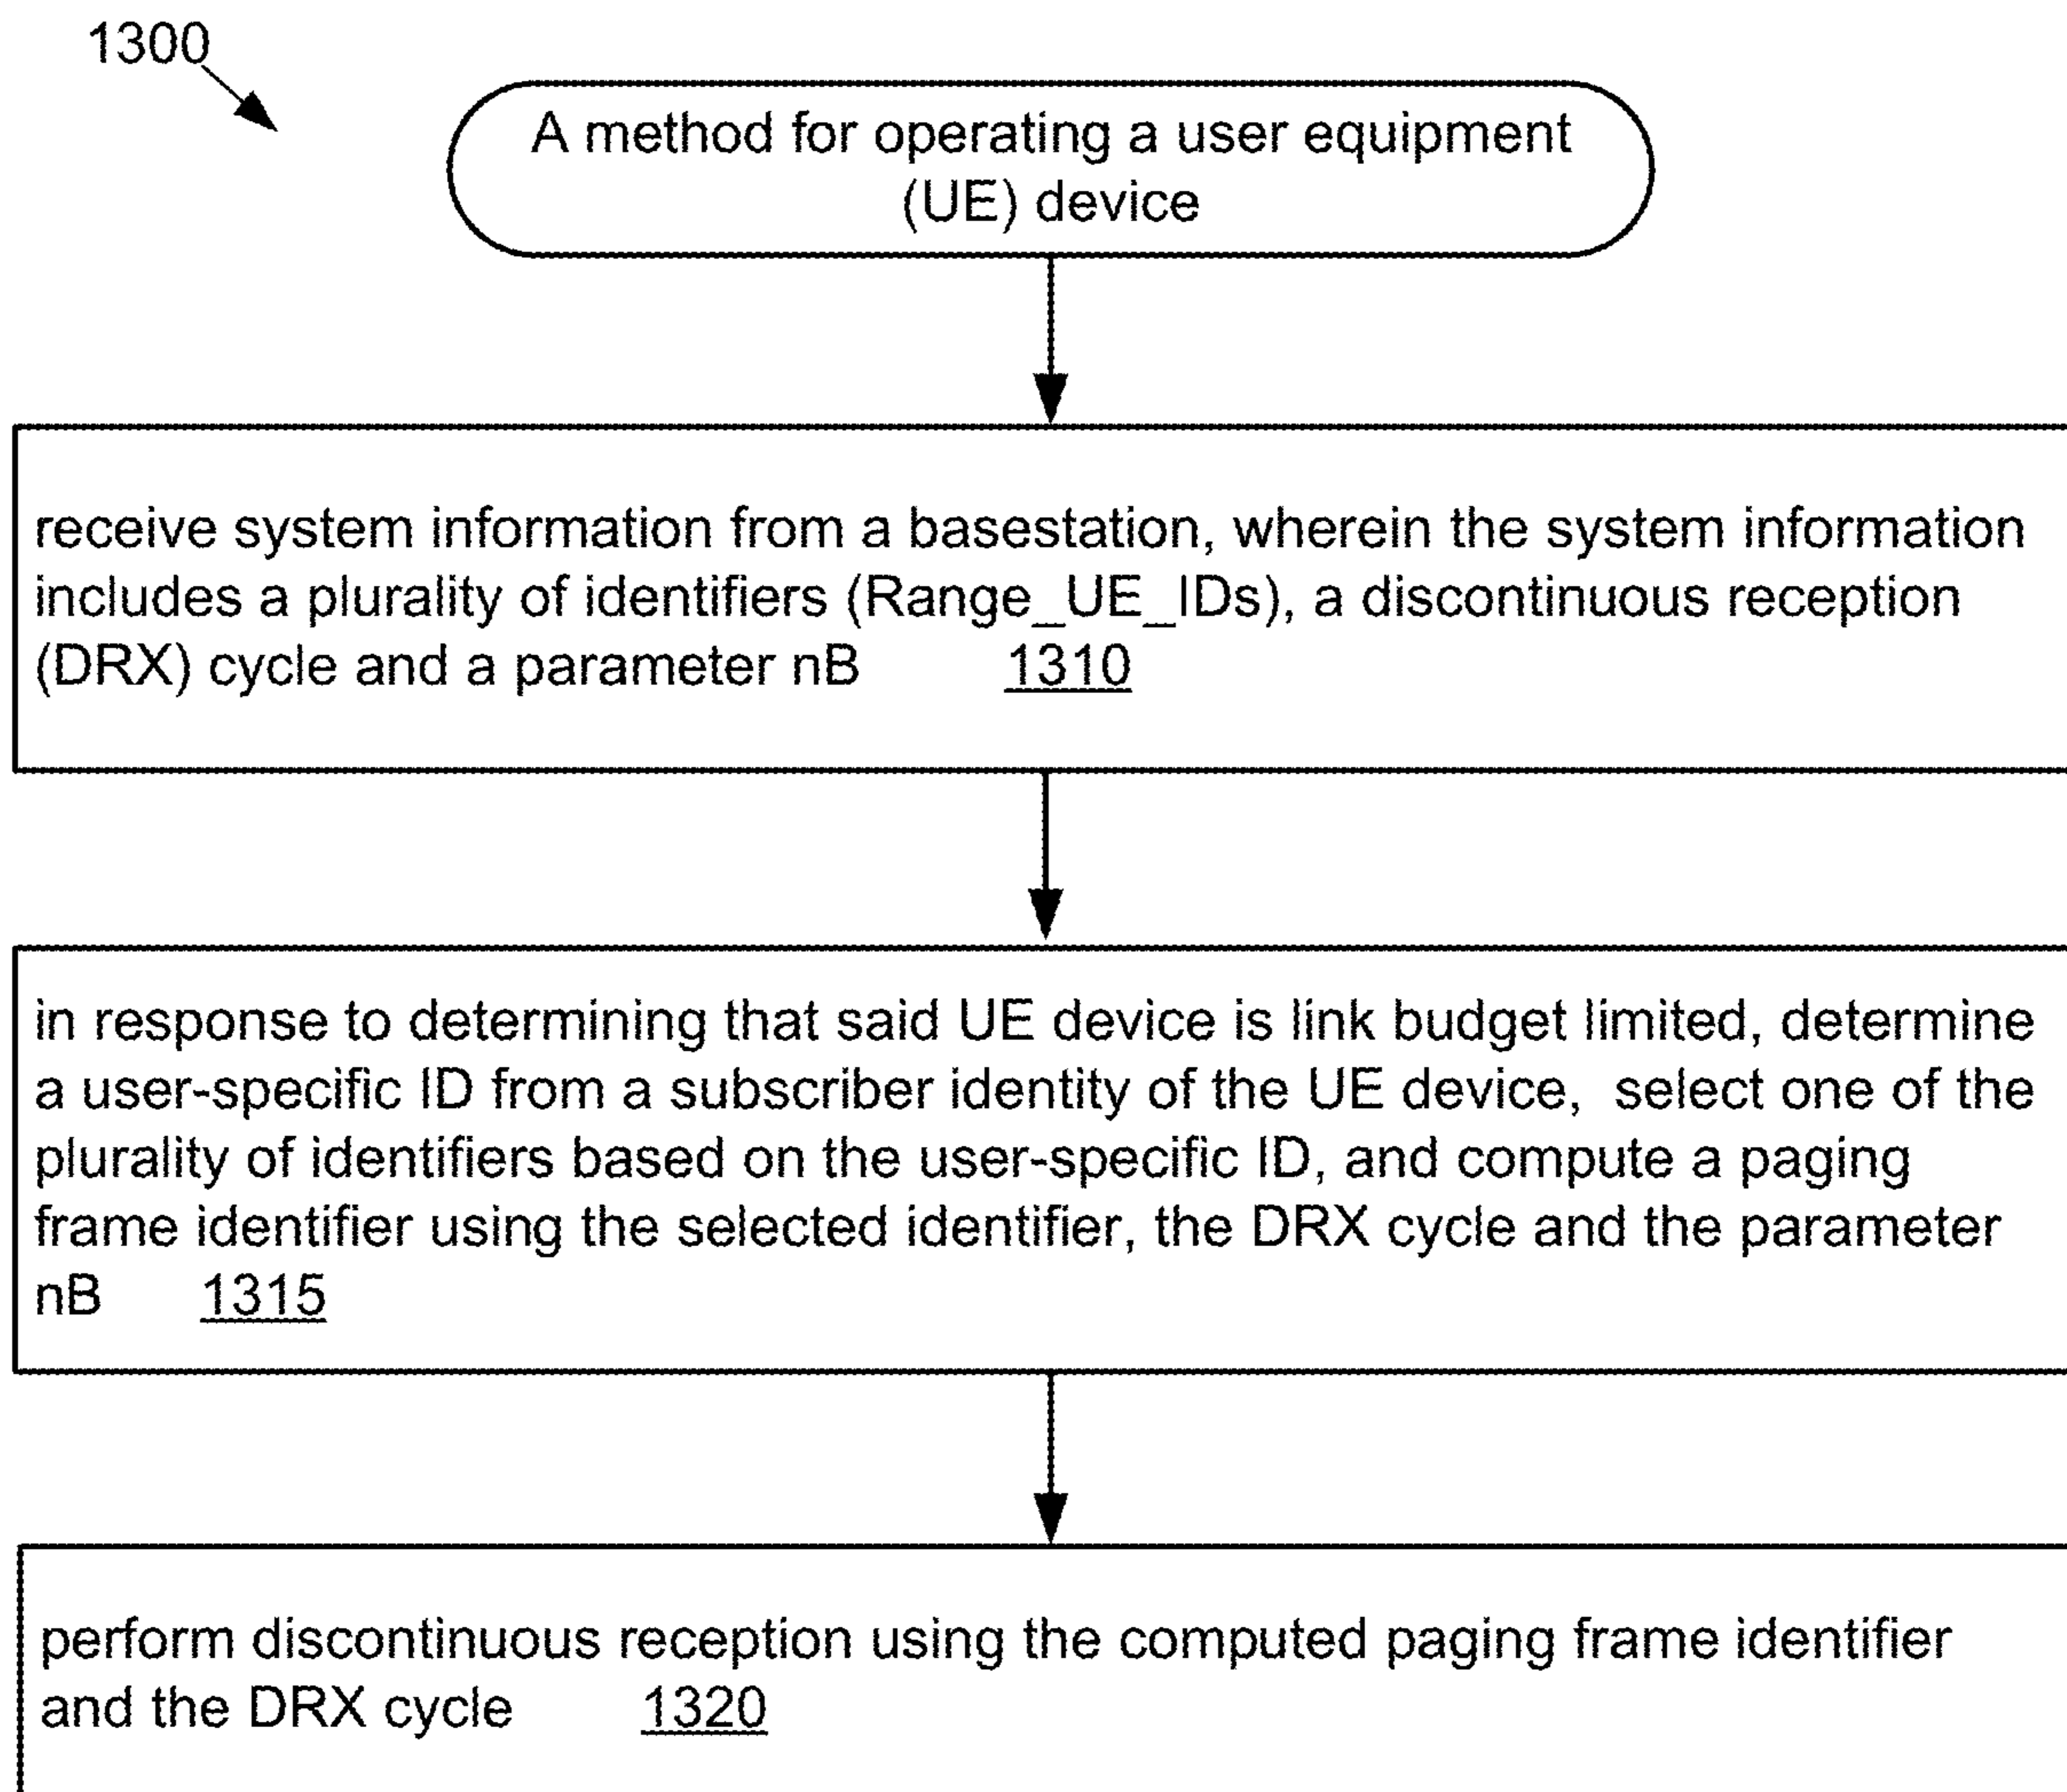 1300
A method for operating a user equipment
(UE) device
receive system information from a basestation, wherein the system information
includes a plurality of identifiers (Range_UE_IDs), a discontinuous reception
(DRX) cycle and a parameter nB 1310
in response to determining that said UE device is link budget limited, determine
a user-specific ID from a subscriber identity of the UE device, select one of the
plurality of identifiers based on the user-specific ID, and compute a paging
frame identifier using the selected identifier, the DRX cycle and the parameter
nB 1315
perform discontinuous reception using the computed paging frame identifier
and the DRX cycle 1320